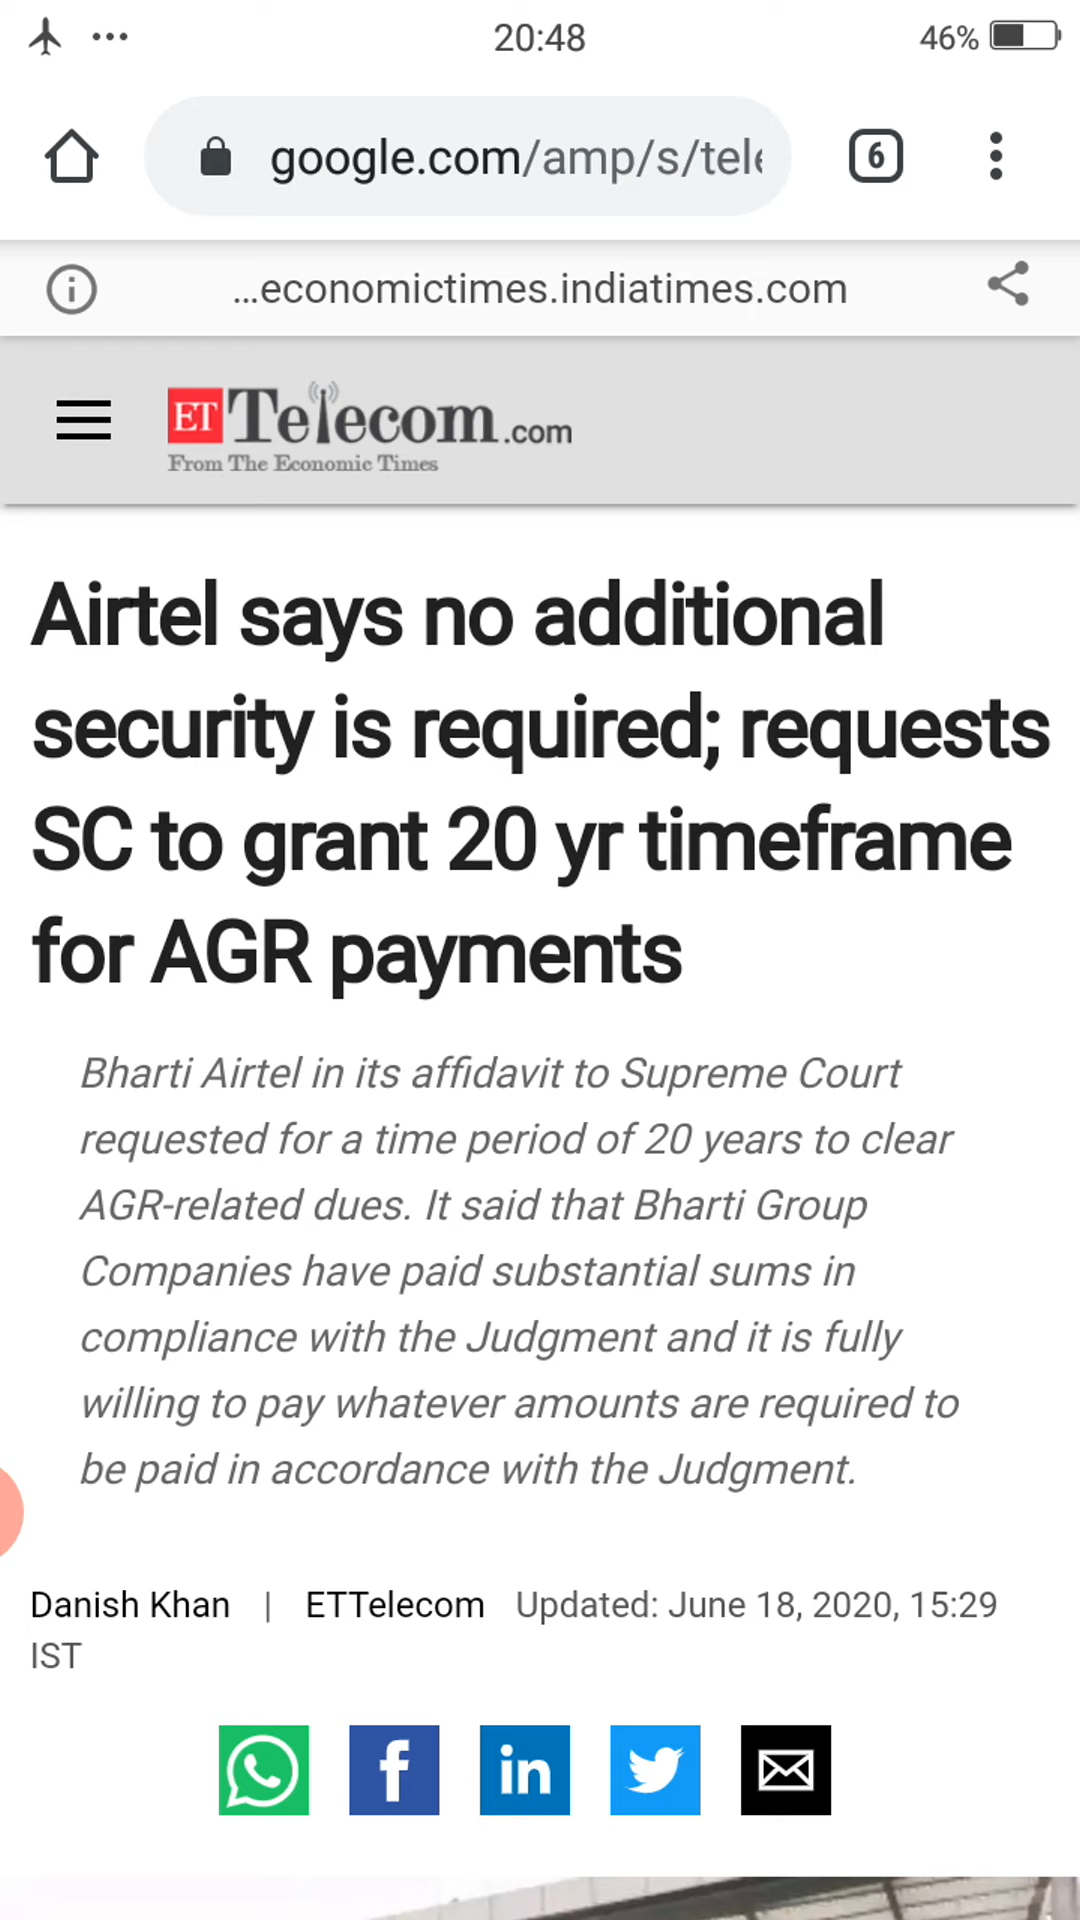 20:48
46%
google.com/amp/s/tele
6
...economictimes.indiatimes.com
ET Telecom.com
From The Economic Times
Airtel says no additional
security is required; requests
SC to grant 20 yr timeframe
for AGR payments
Bharti Airtel in its affidavit to Supreme Court
requested for a time period of 20 years to clear
AGR-related dues. It said that Bharti Group
Companies have paid substantial sums in
compliance with the Judgment and it is fully
willing to pay whatever amounts are required to
be paid in accordance with the Judgment.
Danish Khan | ETTelecom Updated: June 18, 2020, 15:29
IST